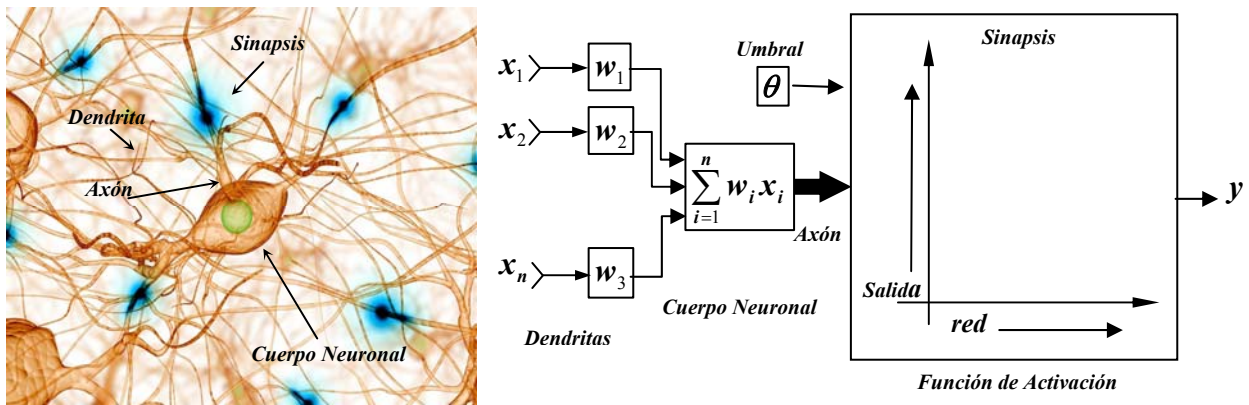 Sinapsis
Dendrita
Axón
Cuerpo Neuronal
x₁
w₁
x₂
w₂
xₙ
w₃
Dendritas
n
∑ wᵢ xᵢ
i=1
Cuerpo Neuronal
Axón
Umbral
θ
Sinapsis
Salida
red
y
Función de Activación